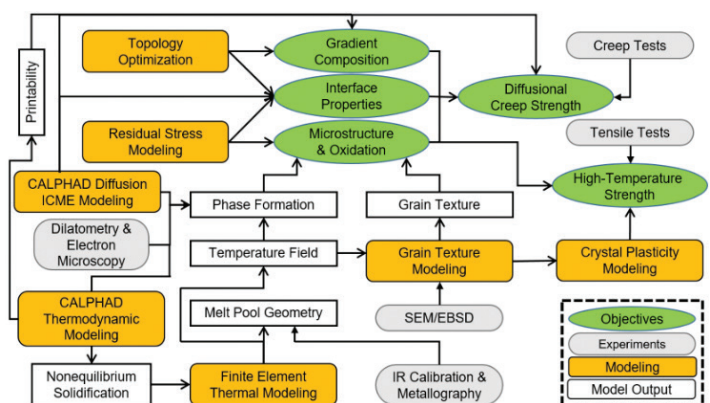 Topology
Optimization
Gradient
Composition
Creep Tests
Printability
Interface
Properties
Diffusional
Creep Strength
Residual Stress
Modeling
Microstructure
& Oxidation
Tensile Tests
CALPHAD Diffusion
ICME Modeling
Phase Formation
Grain Texture
High-Temperature
Strength
Dilatometry &
Electron
Microscopy
Temperature Field
Grain Texture
Modeling
Crystal Plasticity
Modeling
CALPHAD
Thermodynamic
Modeling
Melt Pool Geometry
SEM/EBSD
Nonequilibrium
Solidification
Finite Element
Thermal Modeling
IR Calibration &
Metallography
Objectives
Experiments
Modeling
Model Output